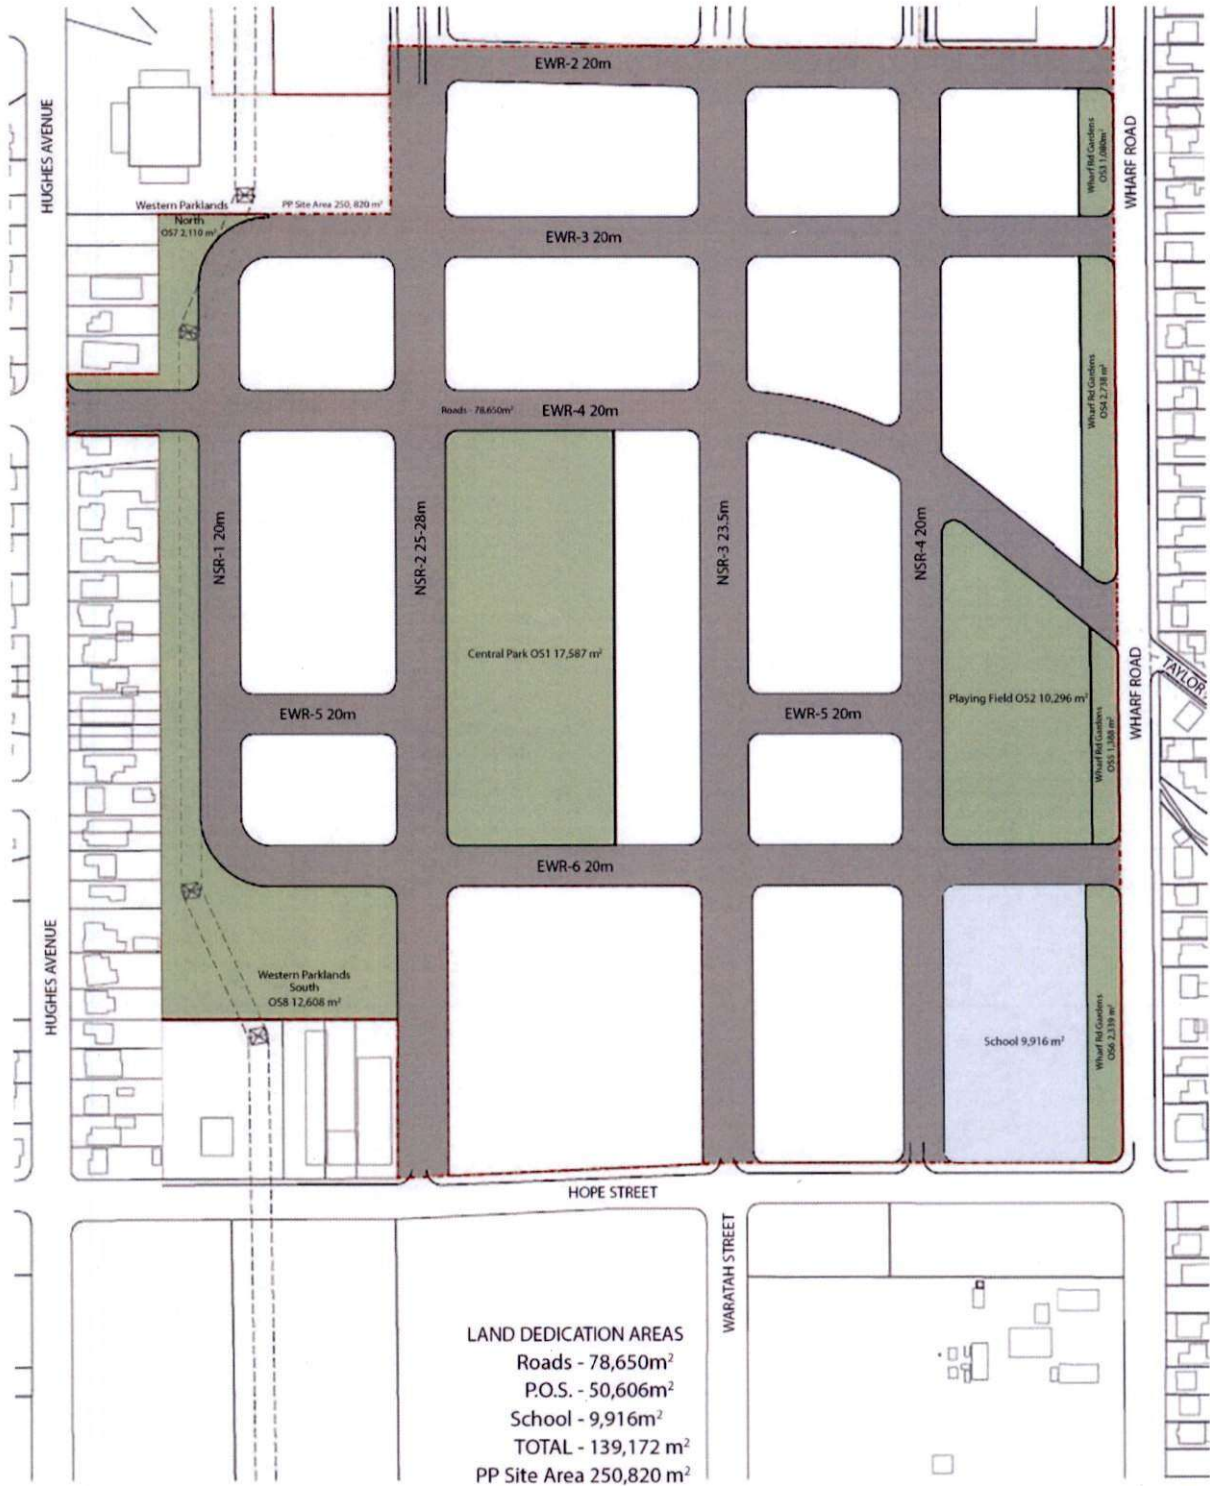 EWR-2 20m
HUGHES AVENUE
WHARF ROAD
Wharf Rd Gardens
OS3 1,080m²
Western Parklands
North
OS7 2,110 m²
PP Site Area 250, 820 m²
EWR-3 20m
Wharf Rd Gardens
OS4 2,738 m²
Roads - 78,650m²
EWR-4 20m
NSR-1 20m
NSR-2 25-28m
NSR-3 23.5m
NSR-4 20m
Central Park OS1 17,587 m²
Playing Field OS2 10,296 m²
Wharf Rd Gardens
OS5 1,388 m²
WHARF ROAD
TAYLOR
EWR-5 20m
EWR-5 20m
EWR-6 20m
HUGHES AVENUE
Western Parklands
South
OS8 12,608 m²
School 9,916 m²
Wharf Rd Gardens
OS6 2,339 m²
HOPE STREET
WARATAH STREET
LAND DEDICATION AREAS
Roads - 78,650m²
P.O.S. - 50,606m²
School - 9,916m²
TOTAL - 139,172 m²
PP Site Area 250,820 m²